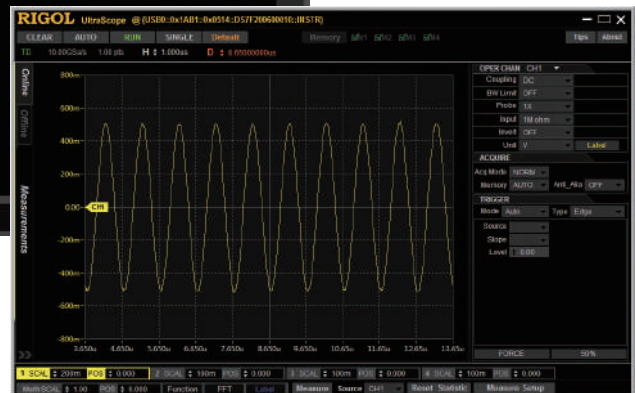 RIGOL UltraScope @(USB0::0x1AB1::0x0514::DS7F200600010::INSTR)
CLEAR AUTO RUN SINGLE Default Memory Tips About
TD 10.00GSa/s 1.00 pts H 1.000us D 6.65000000us
Online
Offline
Measurements
800m
600m
400m
200m
0.00 CH1
-200m
-400m
-600m
-800m
3.650u 4.650u 5.650u 6.650u 7.650u 8.650u 9.650u 10.65u 11.65u 12.65u 13.65u
OPER CHAN CH1
Coupling DC
BW Limit OFF
Probe 1X
Input 1M ohm
Invert OFF
Unit V Label
ACQUIRE
Acq Mode NORM
Memory AUTO Anti_Alia OFF
TRIGGER
Mode Auto Type Edge
Source
Slope
Level 0.00
FORCE 50%
1 SCAL 200m POS 0.000 2 SCAL 100m POS 0.000 3 SCAL 100m POS 0.000 4 SCAL 100m POS 0.000
Math SCAL 1.00 POS 0.000 Function FFT Label Measure Source CH1 Reset Statistic Measure Setup